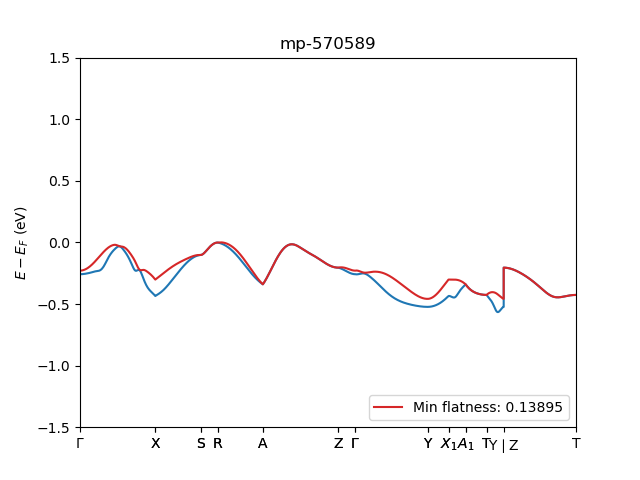 mp-570589
E − E_F (eV)
1.5
1.0
0.5
0.0
−0.5
−1.0
−1.5
Min flatness: 0.13895
Γ X S R A Z Γ Y X₁ A₁ T Y | Z T